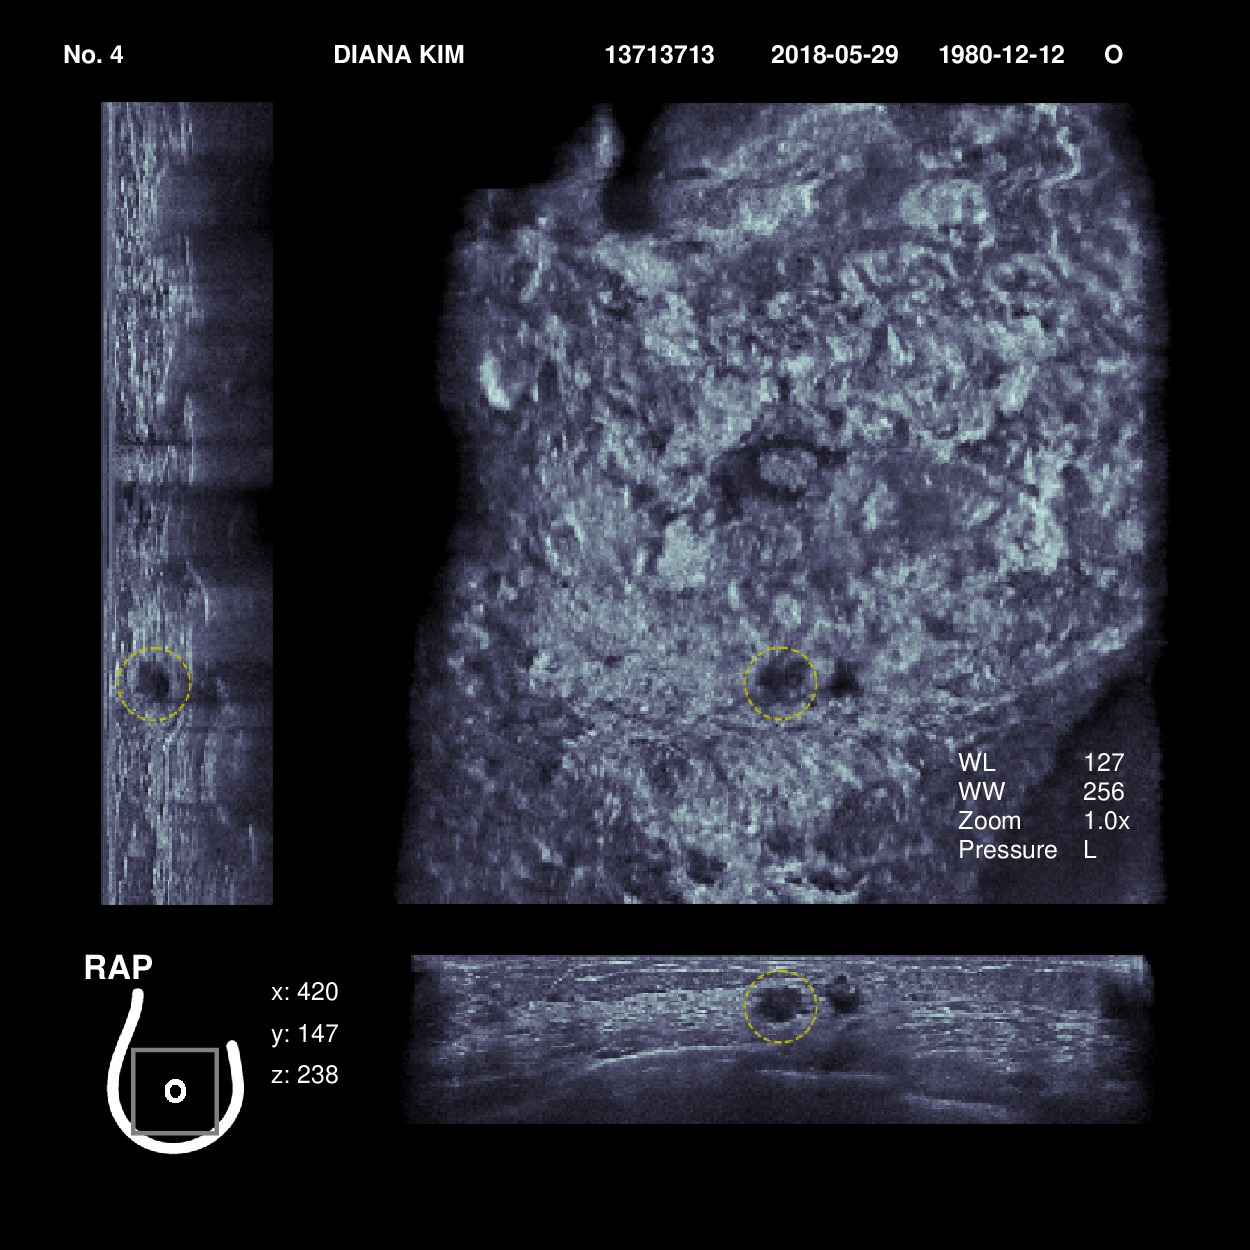 No. 4 DIANA KIM 13713713 2018-05-29 1980-12-12 O
WL 127
WW 256
Zoom 1.0x
Pressure L
RAP
x: 420
y: 147
z: 238